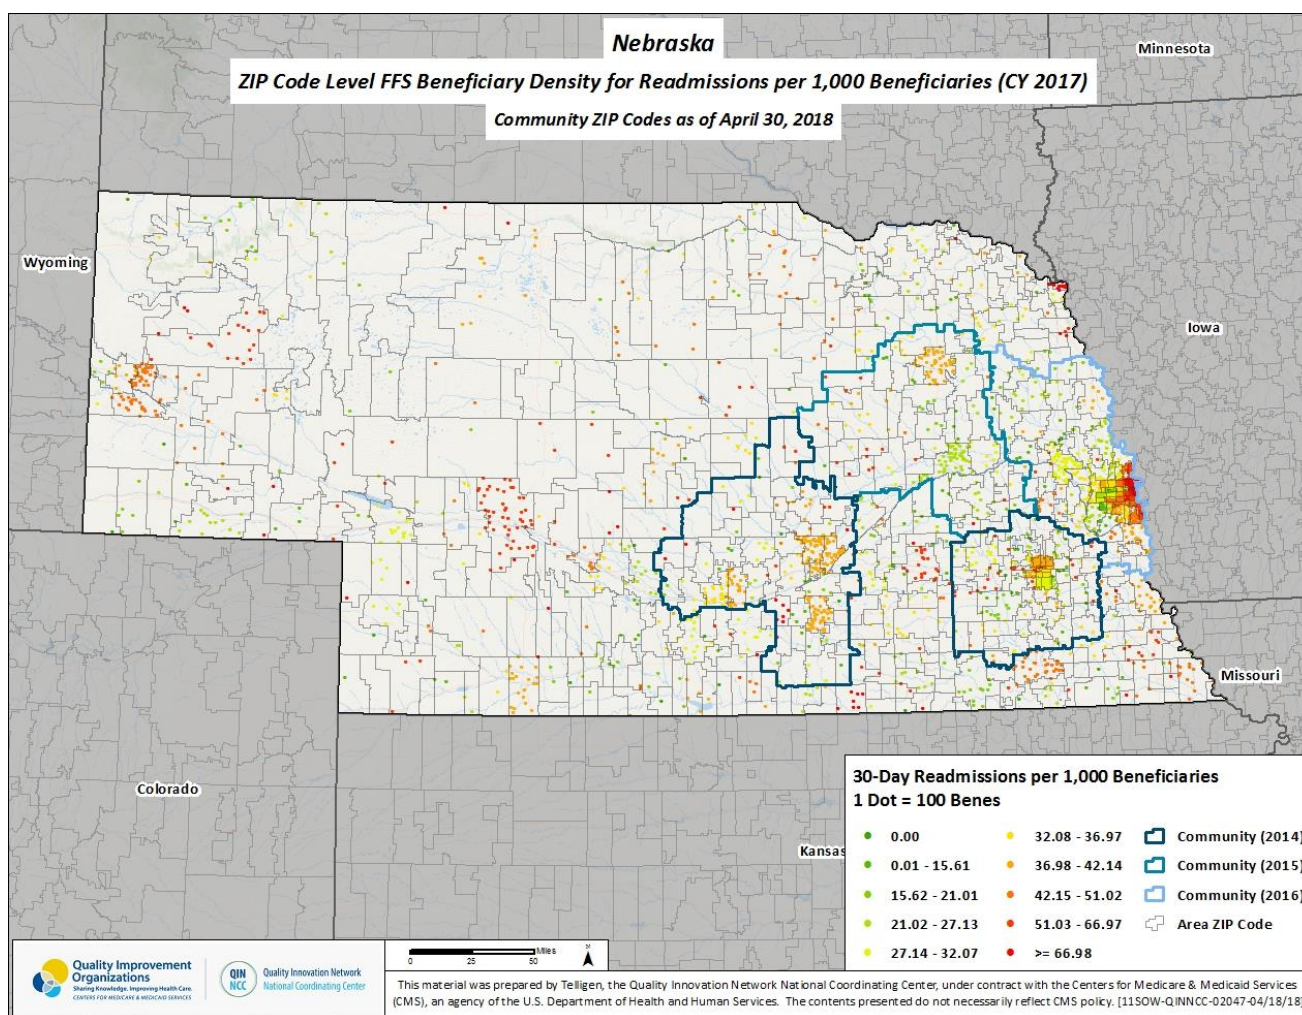 Nebraska
ZIP Code Level FFS Beneficiary Density for Readmissions per 1,000 Beneficiaries (CY 2017)
Community ZIP Codes as of April 30, 2018
Minnesota
Wyoming
Iowa
Missouri
Colorado
Kansas
30-Day Readmissions per 1,000 Beneficiaries
1 Dot = 100 Benes
0.00
0.01 - 15.61
15.62 - 21.01
21.02 - 27.13
27.14 - 32.07
32.08 - 36.97
36.98 - 42.14
42.15 - 51.02
51.03 - 66.97
>= 66.98
Community (2014)
Community (2015)
Community (2016)
Area ZIP Code
Quality Improvement
Organizations
Sharing Knowledge. Improving Health Care.
CENTERS FOR MEDICARE & MEDICAID SERVICES
QIN
NCC
Quality Innovation Network
National Coordinating Center
Miles
0 25 50
N
This material was prepared by Telligen, the Quality Innovation Network National Coordinating Center, under contract with the Centers for Medicare & Medicaid Services
(CMS), an agency of the U.S. Department of Health and Human Services. The contents presented do not necessarily reflect CMS policy. [11SOW-QINNCC-02047-04/18/18]